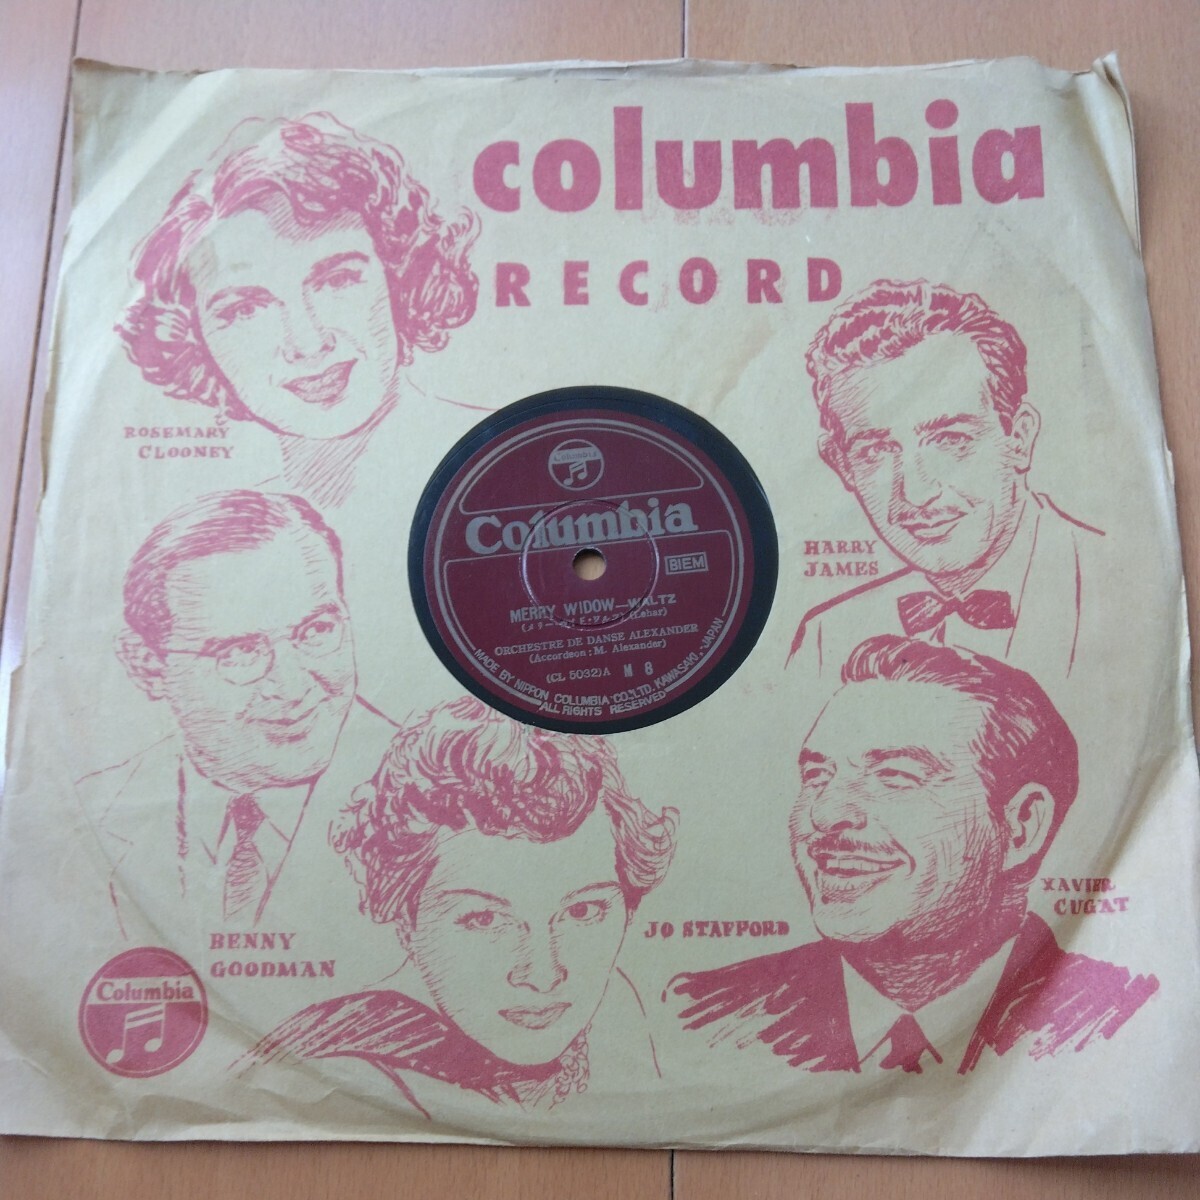 columbia
RECORD
ROSEMARY
CLOONEY
HARRY
JAMES
Columbia
Columbia
BIEM
MERRY WIDOW—WALTZ
(Lehar)
ORCHESTRE DE DANSE ALEXANDER
(Accordeon: M. Alexander)
(CL 5032)A M 8
MADE BY NIPPON COLUMBIA CO., LTD. KAWASAKI, JAPAN
ALL RIGHTS RESERVED
XAVIER
CUGAT
JO STAFFORD
BENNY
GOODMAN
Columbia